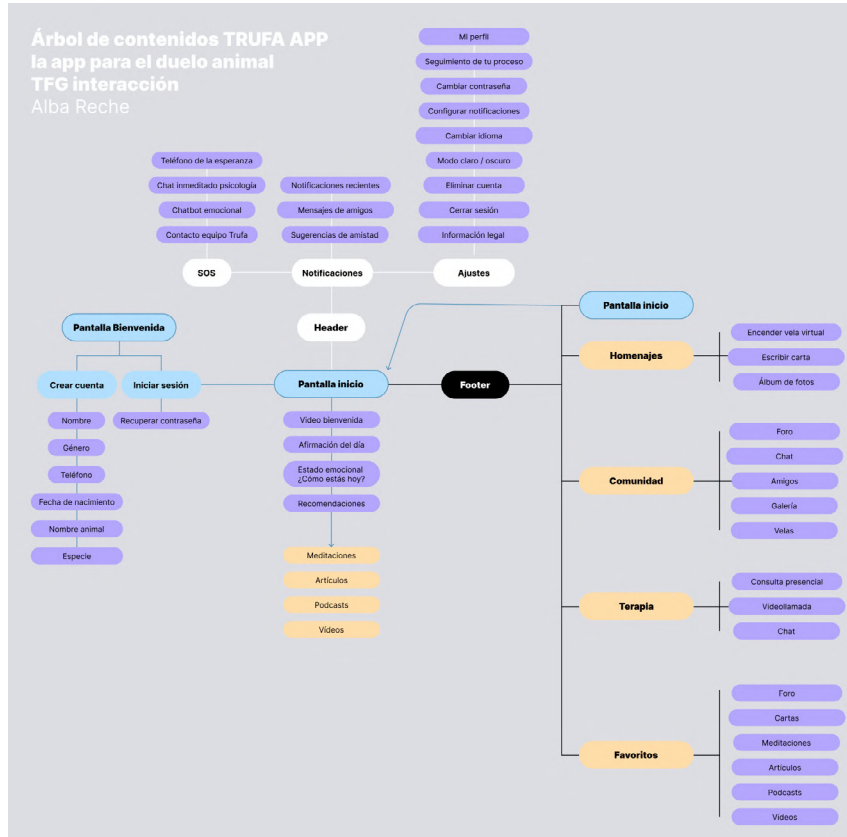 Árbol de contenidos TRUFA APP
la app para el duelo animal
TFG interacción
Alba Reche
Mi perfil
Seguimiento de tu proceso
Cambiar contraseña
Configurar notificaciones
Cambiar idioma
Modo claro / oscuro
Eliminar cuenta
Cerrar sesión
Información legal
Teléfono de la esperanza
Chat inmeditado psicología
Chatbot emocional
Contacto equipo Trufa
Notificaciones recientes
Mensajes de amigos
Sugerencias de amistad
SOS
Notificaciones
Ajustes
Header
Pantalla Bienvenida
Crear cuenta
Iniciar sesión
Nombre
Género
Teléfono
Fecha de nacimiento
Nombre animal
Especie
Recuperar contraseña
Pantalla inicio
Video bienvenida
Afirmación del día
Estado emocional
¿Cómo estás hoy?
Recomendaciones
Meditaciones
Artículos
Podcasts
Vídeos
Footer
Pantalla inicio
Homenajes
Encender vela virtual
Escribir carta
Álbum de fotos
Comunidad
Foro
Chat
Amigos
Galería
Velas
Terapia
Consulta presencial
Videollamada
Chat
Favoritos
Foro
Cartas
Meditaciones
Artículos
Podcasts
Vídeos